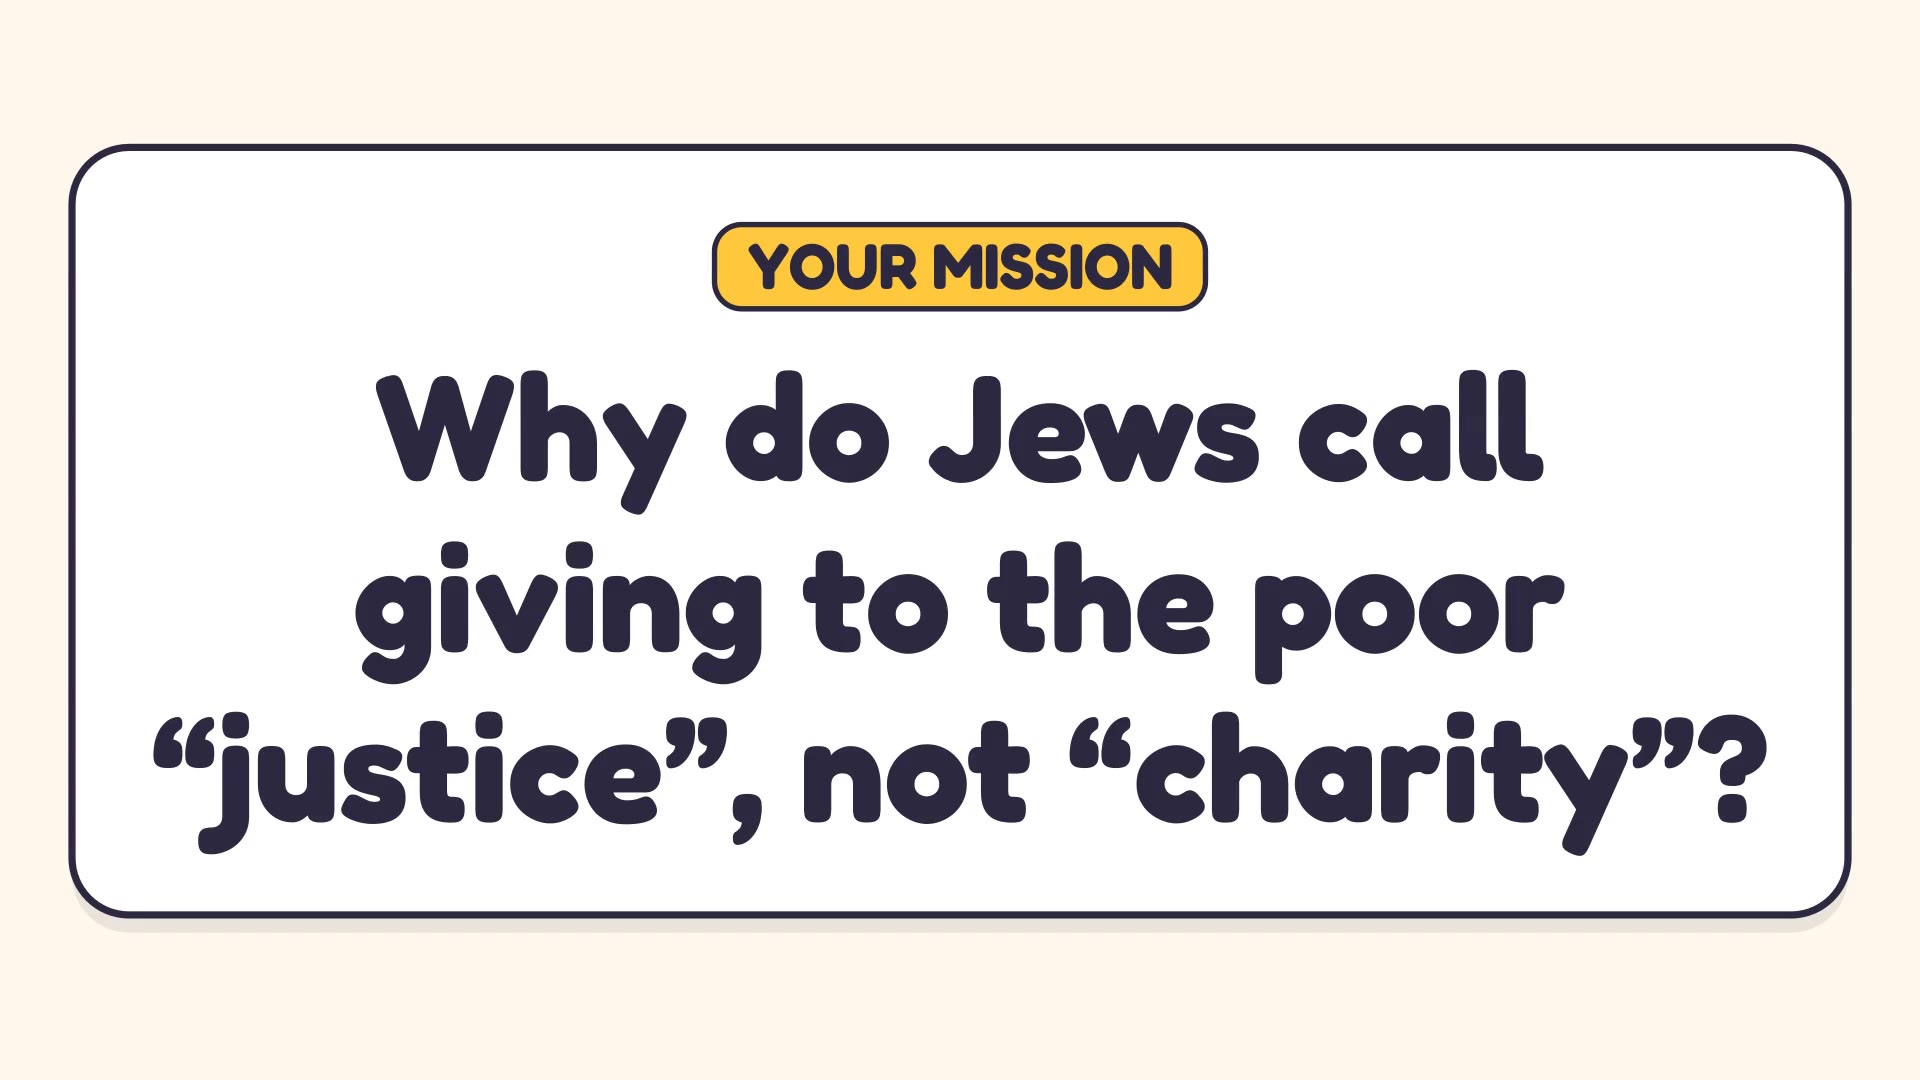 YOUR MISSION
Why do Jews call
giving to the poor
“justice”, not “charity”?